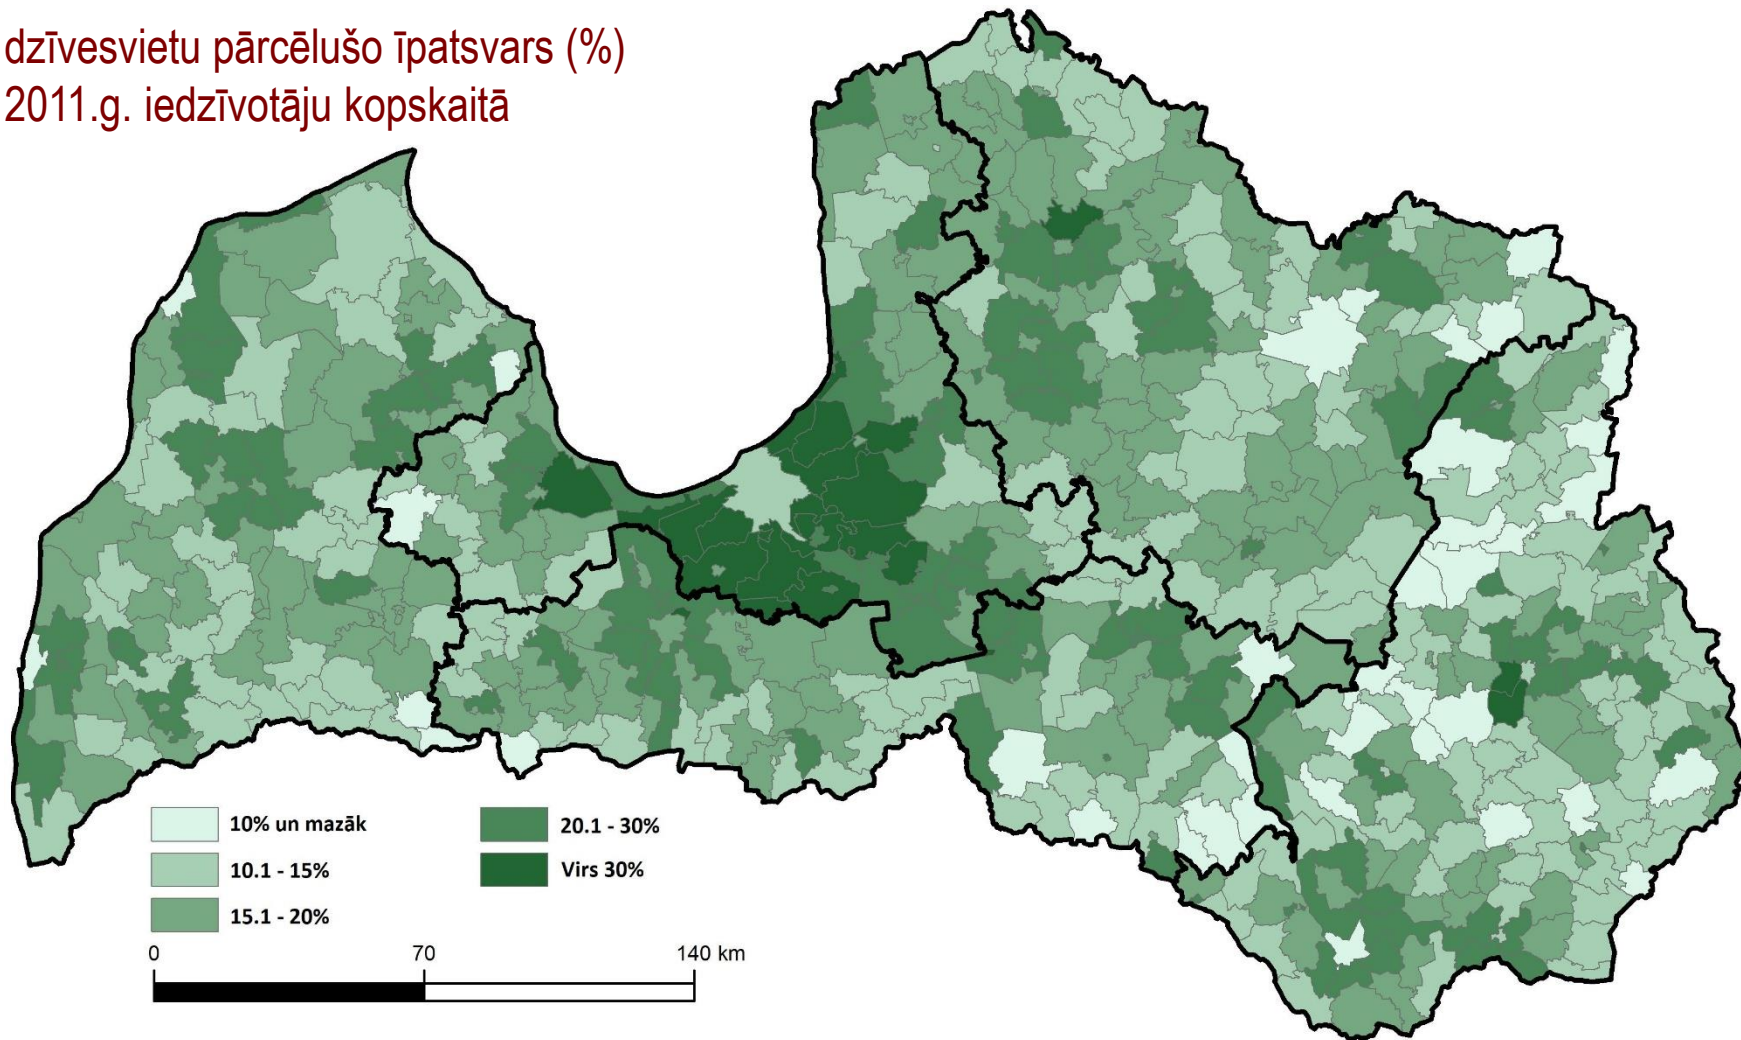 dzīvesvietu pārcēlušo īpatsvars (%)
2011.g. iedzīvotāju kopskaitā
10% un mazāk
10.1 - 15%
15.1 - 20%
20.1 - 30%
Virs 30%
0 70 140 km